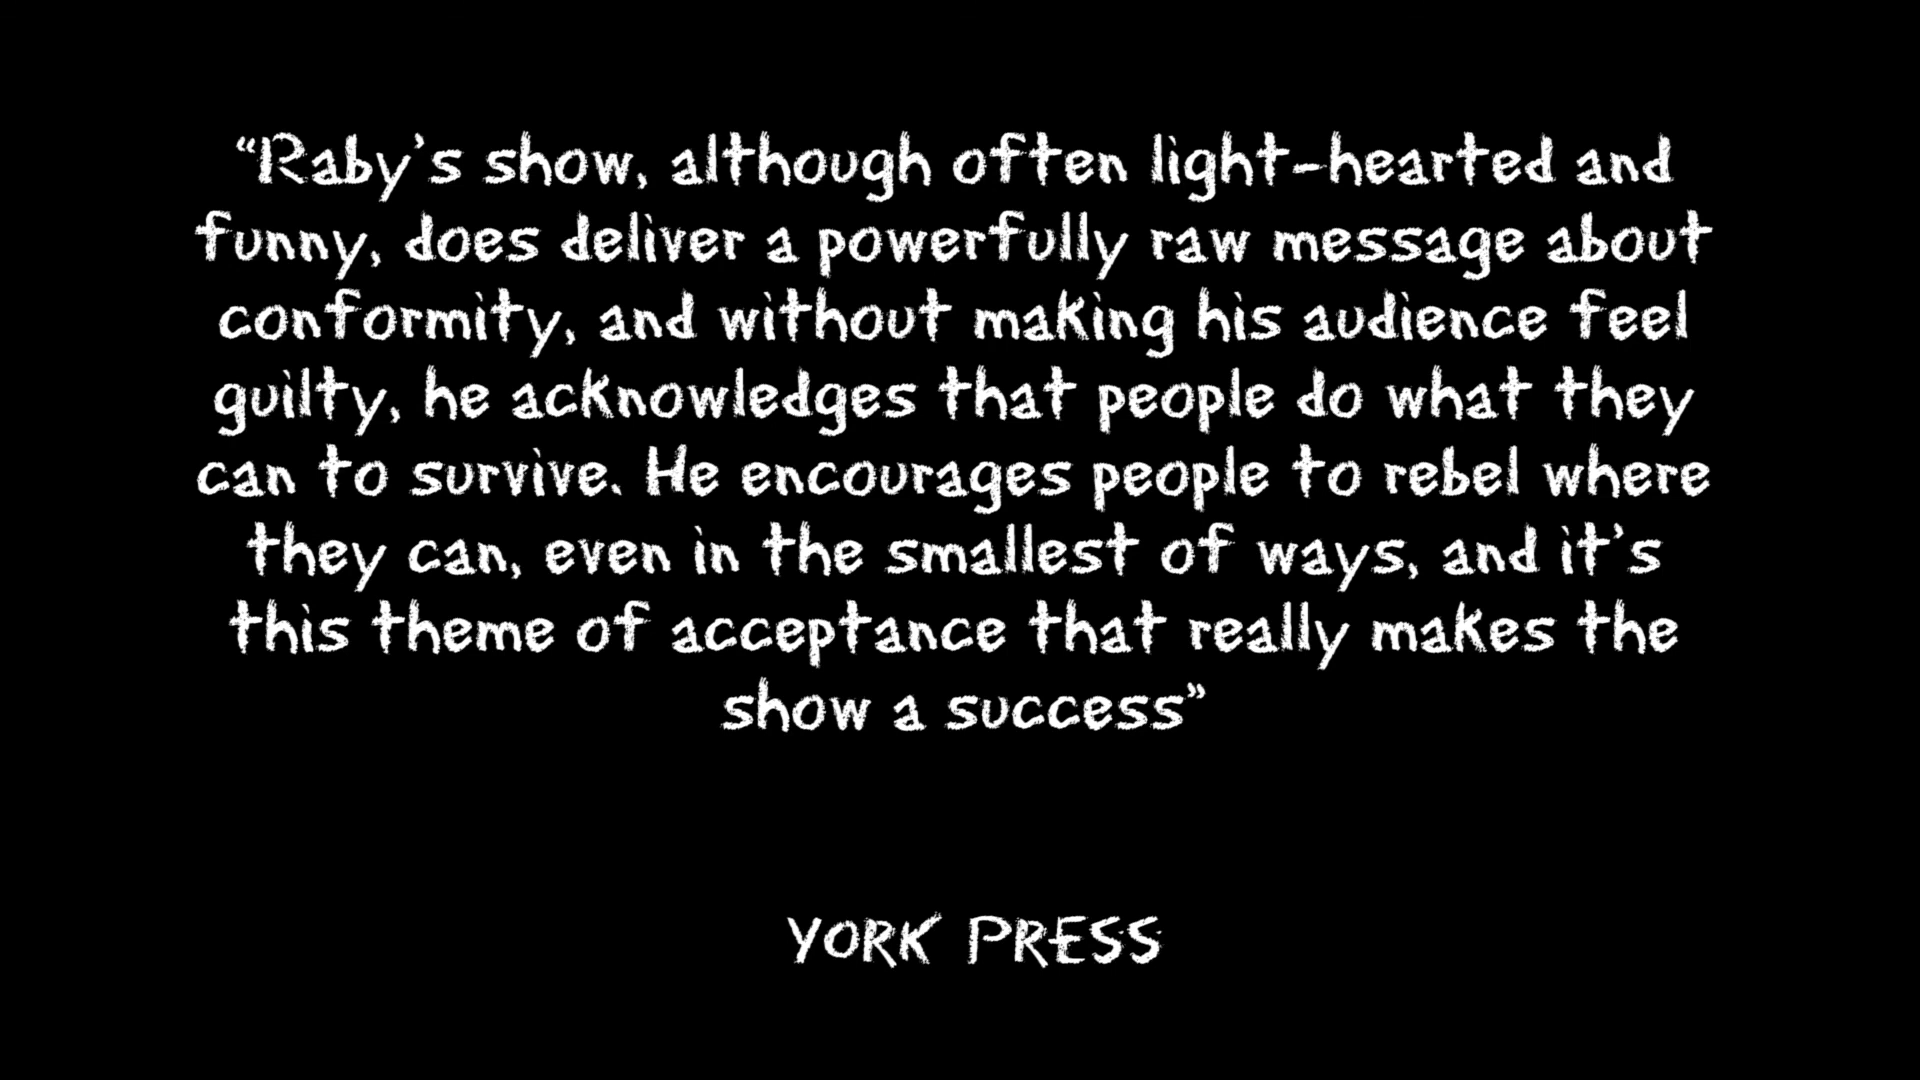 “Raby’s show, although often light-hearted and
funny, does deliver a powerfully raw message about
conformity, and without making his audience feel
guilty, he acknowledges that people do what they
can to survive. He encourages people to rebel where
they can, even in the smallest of ways, and it’s
this theme of acceptance that really makes the
show a success”
YORK PRESS